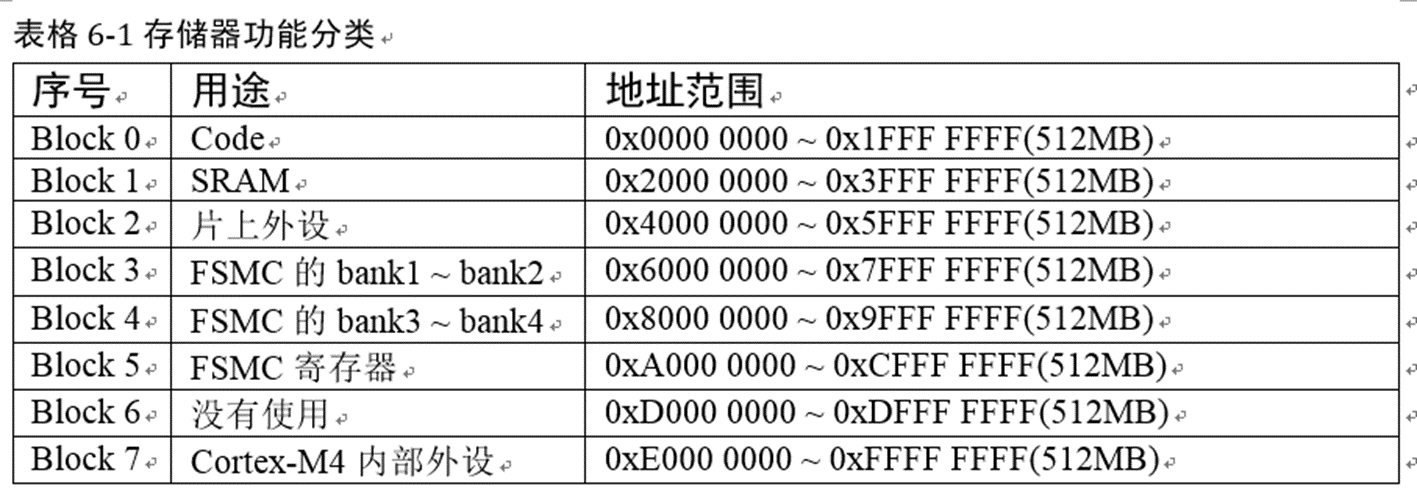 表格 6-1 存储器功能分类
序号 用途 地址范围
Block 0 Code 0x0000 0000 ~ 0x1FFF FFFF(512MB)
Block 1 SRAM 0x2000 0000 ~ 0x3FFF FFFF(512MB)
Block 2 片上外设 0x4000 0000 ~ 0x5FFF FFFF(512MB)
Block 3 FSMC 的 bank1 ~ bank2 0x6000 0000 ~ 0x7FFF FFFF(512MB)
Block 4 FSMC 的 bank3 ~ bank4 0x8000 0000 ~ 0x9FFF FFFF(512MB)
Block 5 FSMC 寄存器 0xA000 0000 ~ 0xCFFF FFFF(512MB)
Block 6 没有使用 0xD000 0000 ~ 0xDFFF FFFF(512MB)
Block 7 Cortex-M4 内部外设 0xE000 0000 ~ 0xFFFF FFFF(512MB)